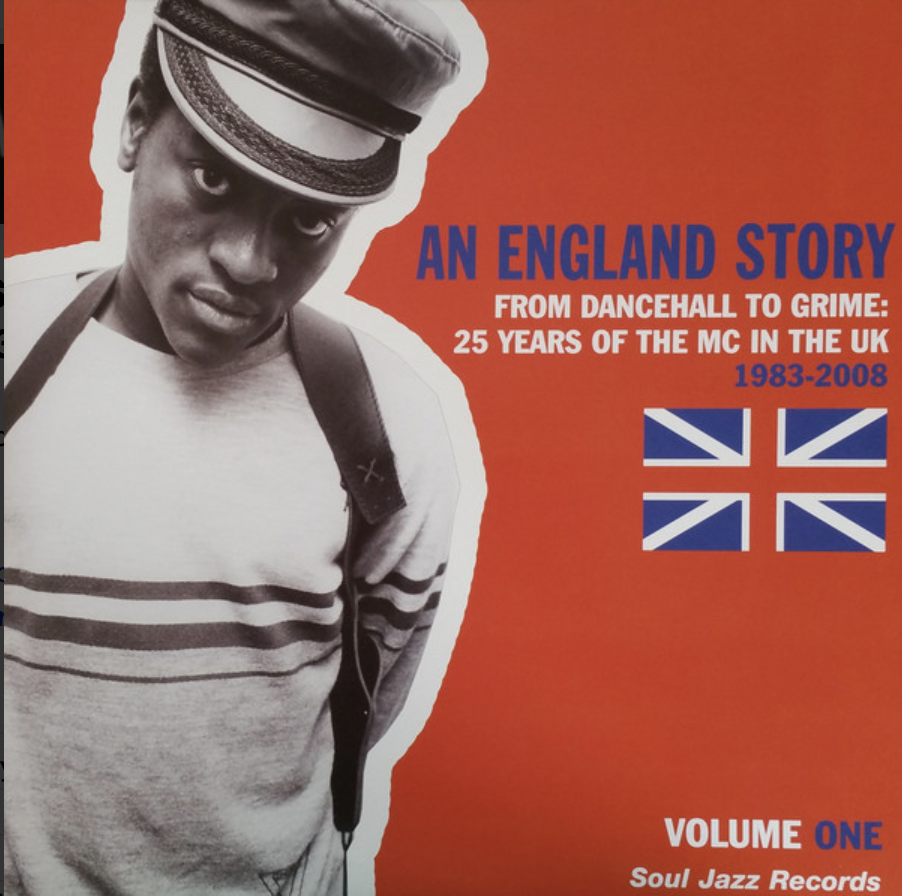 AN ENGLAND STORY
FROM DANCEHALL TO GRIME:
25 YEARS OF THE MC IN THE UK
1983-2008
VOLUME ONE
Soul Jazz Records